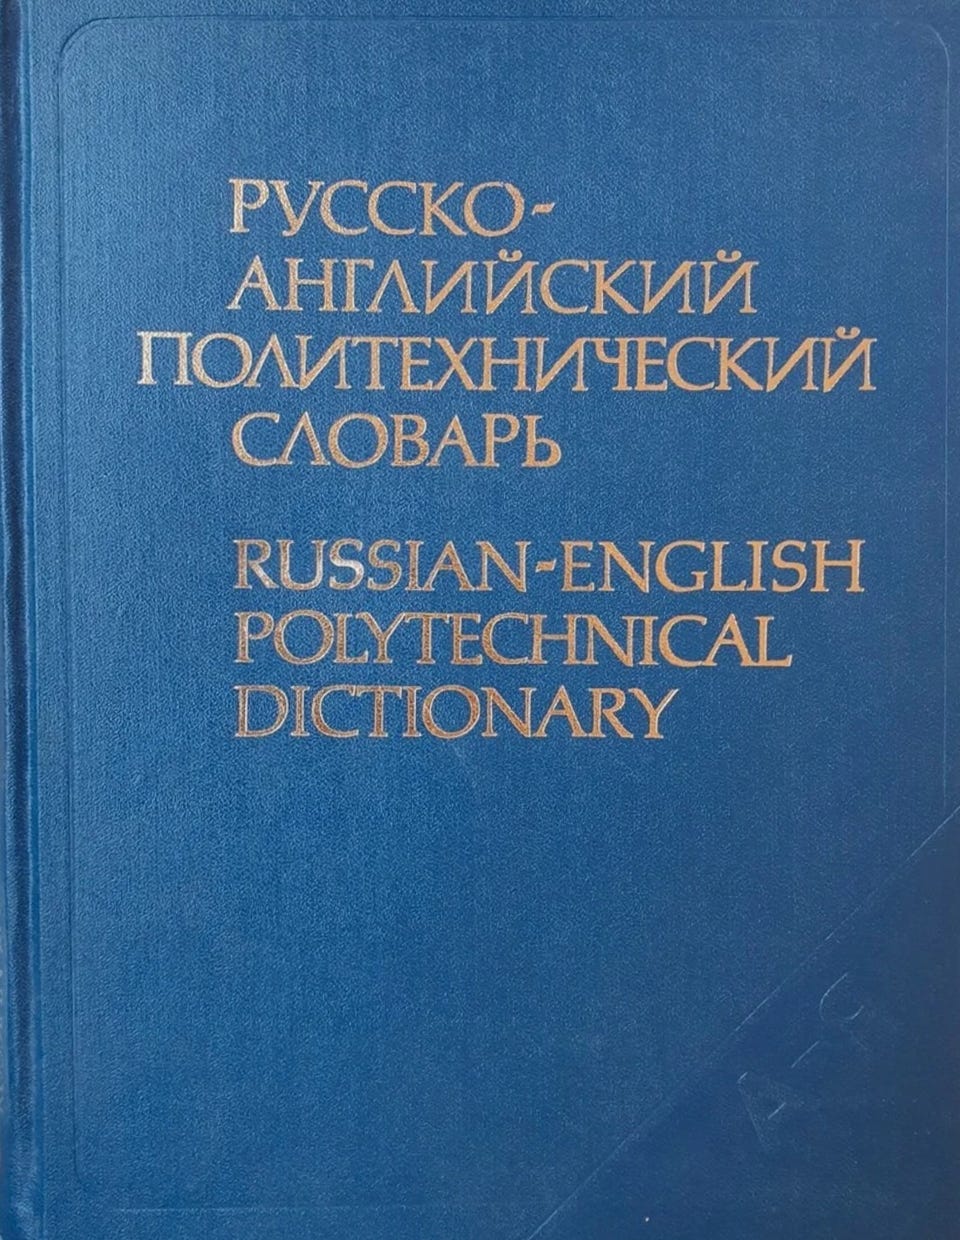 РУССКО-
АНГЛИЙСКИЙ
ПОЛИТЕХНИЧЕСКИЙ
СЛОВАРЬ
RUSSIAN-ENGLISH
POLYTECHNICAL
DICTIONARY